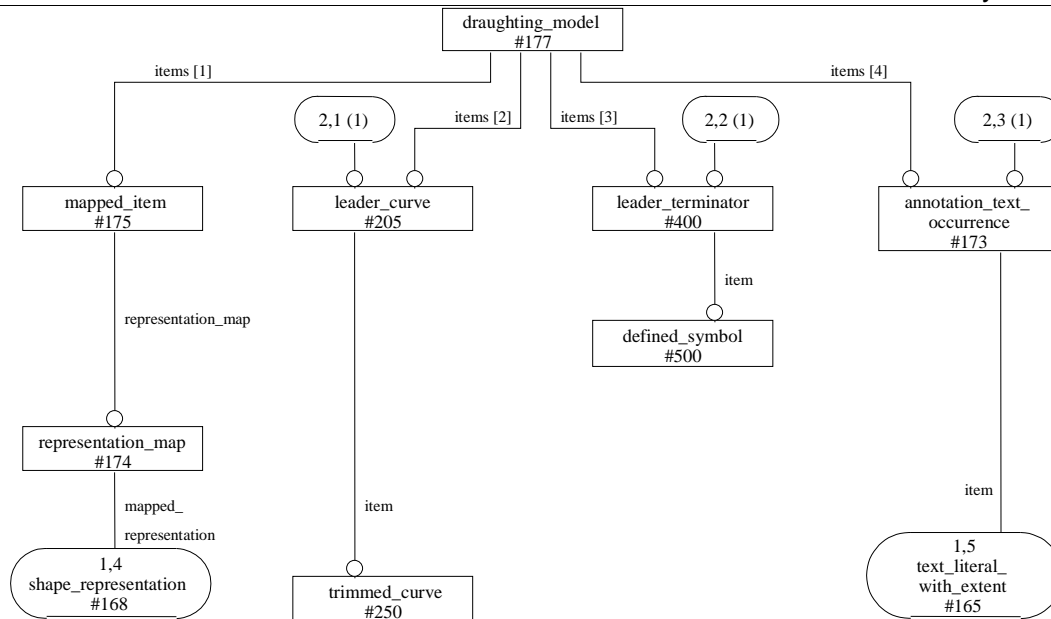 draughting_model
#177
items [1]
items [4]
2,1 (1)
items [2]
items [3]
2,2 (1)
2,3 (1)
mapped_item
#175
leader_curve
#205
leader_terminator
#400
annotation_text_
occurrence
#173
item
representation_map
defined_symbol
#500
representation_map
#174
mapped_
representation
item
item
1,4
shape_representation
#168
trimmed_curve
#250
1,5
text_literal_
with_extent
#165